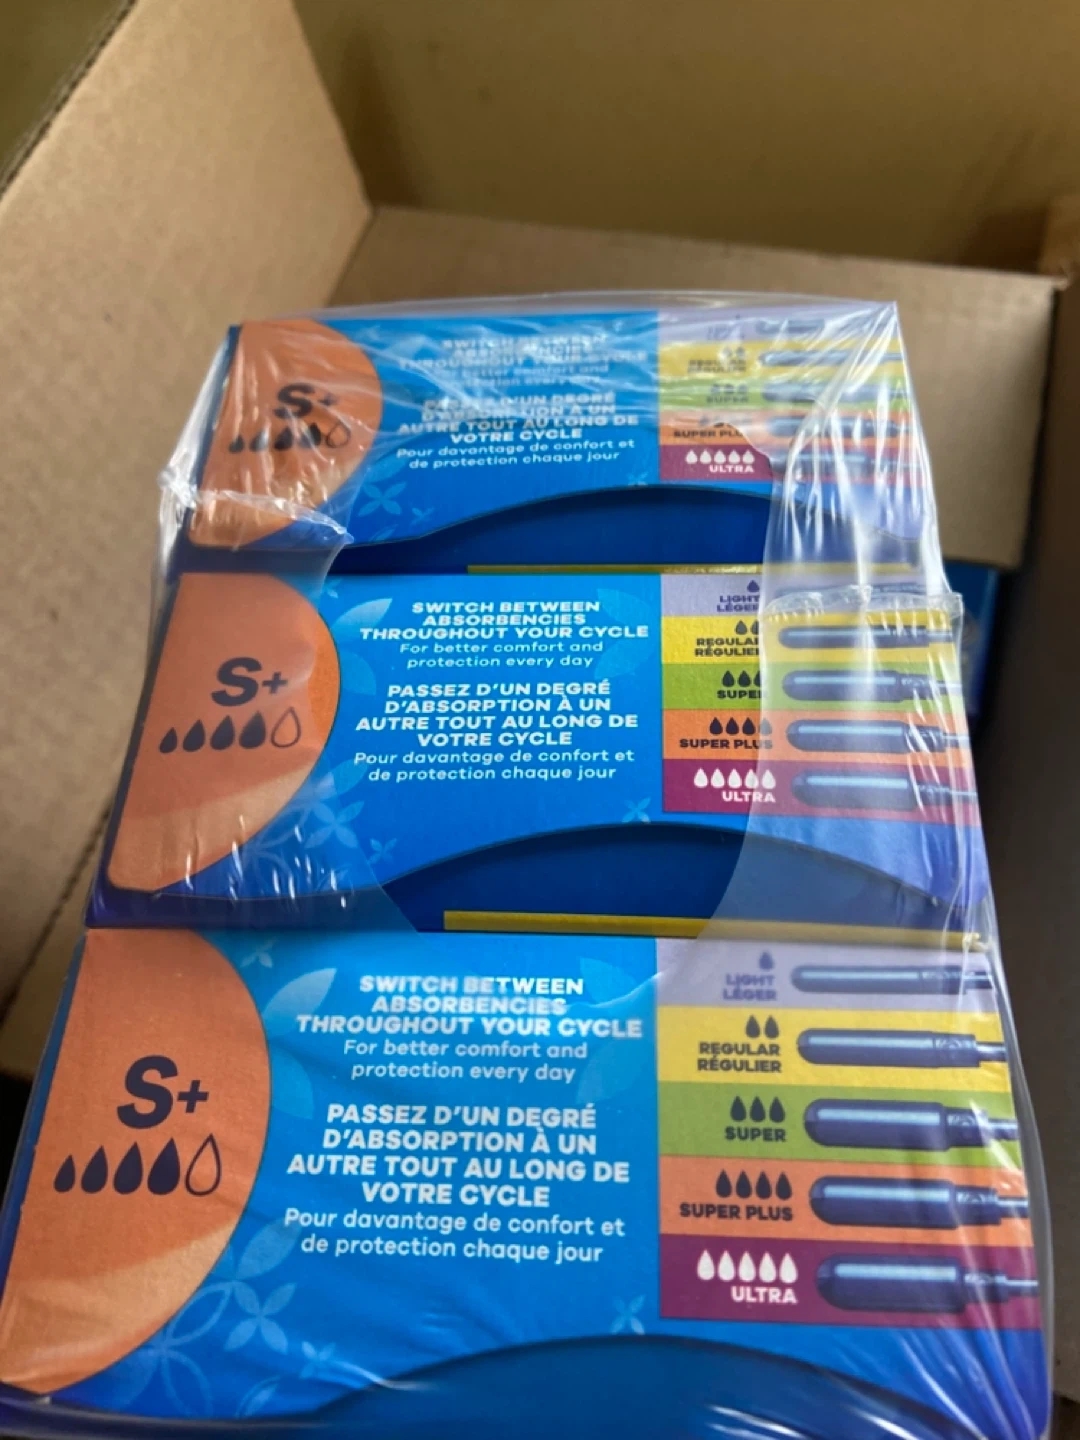 S+
SWITCH BETWEEN
ABSORBENCIES
THROUGHOUT YOUR CYCLE
For better comfort and
protection every day
PASSEZ D'UN DEGRÉ
D'ABSORPTION À UN
AUTRE TOUT AU LONG DE
VOTRE CYCLE
Pour davantage de confort et
de protection chaque jour
REGULAR
RÉGULIER
SUPER
SUPER PLUS
ULTRA
S+
SWITCH BETWEEN
ABSORBENCIES
THROUGHOUT YOUR CYCLE
For better comfort and
protection every day
PASSEZ D'UN DEGRÉ
D'ABSORPTION À UN
AUTRE TOUT AU LONG DE
VOTRE CYCLE
Pour davantage de confort et
de protection chaque jour
LIGHT
LÉGER
REGULAR
RÉGULIER
SUPER
SUPER PLUS
ULTRA
S+
SWITCH BETWEEN
ABSORBENCIES
THROUGHOUT YOUR CYCLE
For better comfort and
protection every day
PASSEZ D'UN DEGRÉ
D'ABSORPTION À UN
AUTRE TOUT AU LONG DE
VOTRE CYCLE
Pour davantage de confort et
de protection chaque jour
LIGHT
LÉGER
REGULAR
RÉGULIER
SUPER
SUPER PLUS
ULTRA